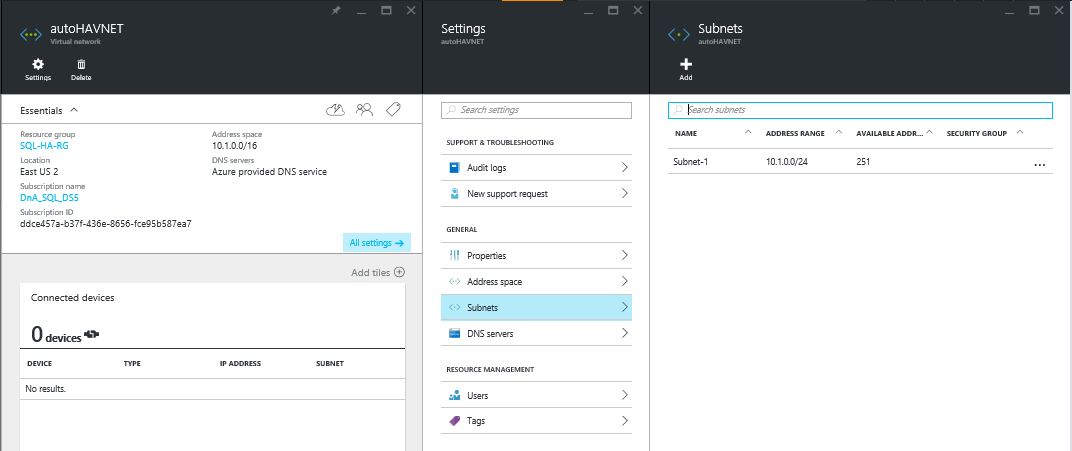 autoHAVNET
Virtual network
Settings
Delete
Essentials
Resource group
SQL-HA-RG
Location
East US 2
Subscription name
DnA_SQL_DS5
Subscription ID
ddce457a-b37f-436e-8656-fce95b587ea7
Address space
10.1.0.0/16
DNS servers
Azure provided DNS service
All settings
Add tiles
Connected devices
0 devices
DEVICE TYPE IP ADDRESS SUBNET
No results.
Settings
autoHAVNET
Search settings
SUPPORT & TROUBLESHOOTING
Audit logs
New support request
GENERAL
Properties
Address space
Subnets
DNS servers
RESOURCE MANAGEMENT
Users
Tags
Subnets
autoHAVNET
Add
Search subnets
NAME ADDRESS RANGE AVAILABLE ADDR... SECURITY GROUP
Subnet-1 10.1.0.0/24 251 ...